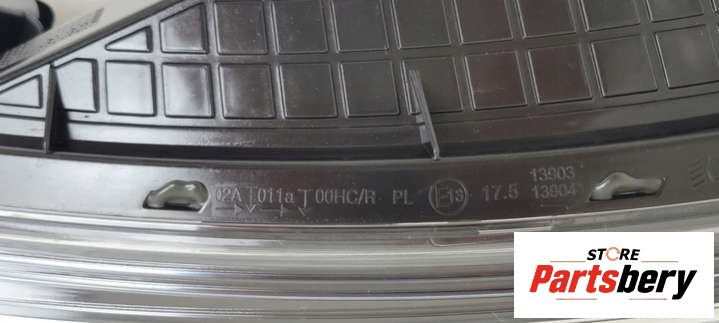 02A 011a 00HC/R PL E13 17.5 13903
13904
STORE
Partsbery